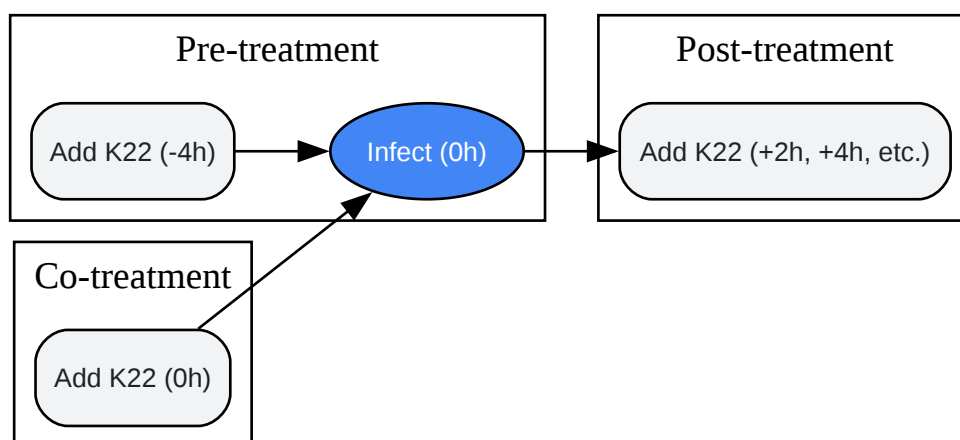 Pre-treatment
Add K22 (-4h)
Infect (0h)
Post-treatment
Add K22 (+2h, +4h, etc.)
Co-treatment
Add K22 (0h)